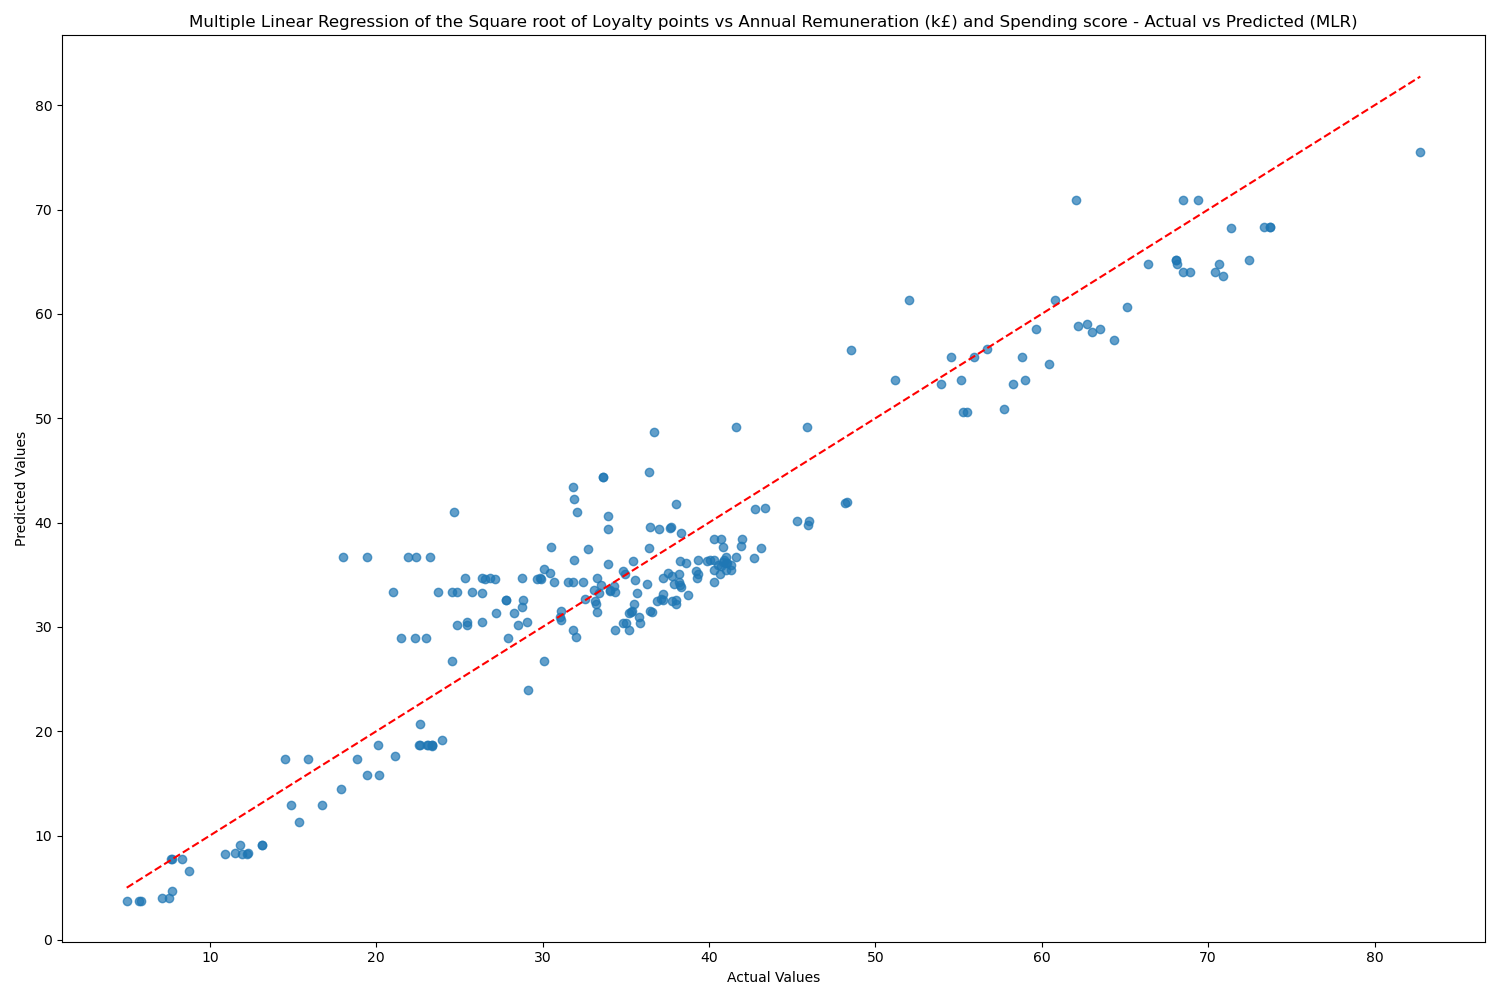 Multiple Linear Regression of the Square root of Loyalty points vs Annual Remuneration (k£) and Spending score - Actual vs Predicted (MLR)
Predicted Values
80
70
60
50
40
30
20
10
0
10 20 30 40 50 60 70 80
Actual Values